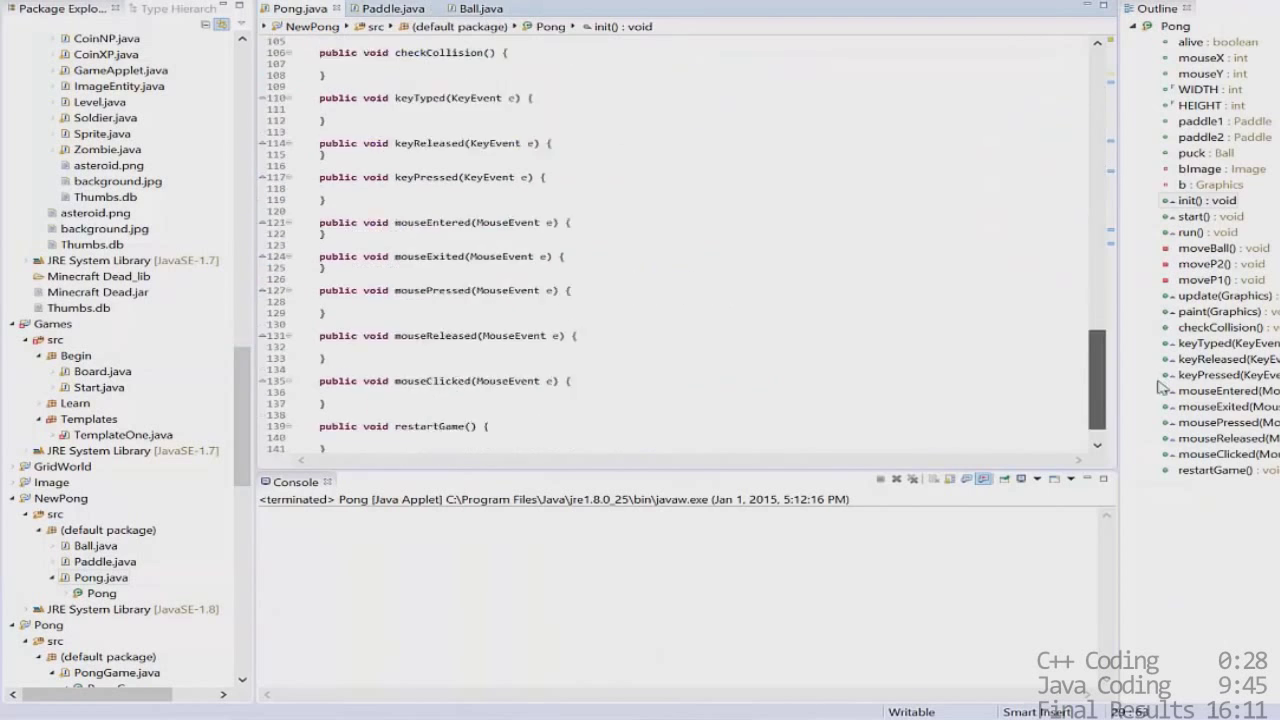 Package Explo...
Type Hierarch
CoinNP.java
CoinXP.java
GameApplet.java
ImageEntity.java
Level.java
Soldier.java
Sprite.java
Zombie.java
asteroid.png
background.jpg
Thumbs.db
asteroid.png
background.jpg
Thumbs.db
JRE System Library [JavaSE-1.7]
Minecraft Dead_lib
Minecraft Dead.jar
Thumbs.db
Games
src
Begin
Board.java
Start.java
Learn
Templates
TemplateOne.java
JRE System Library [JavaSE-1.7]
GridWorld
Image
NewPong
src
(default package)
Ball.java
Paddle.java
Pong.java
Pong
JRE System Library [JavaSE-1.8]
Pong
src
(default package)
PongGame.java
Pong.java
Paddle.java
Ball.java
NewPong
src
(default package)
Pong
init() : void
105
106 public void checkCollision() {
107
108 }
109
110 public void keyTyped(KeyEvent e) {
111
112 }
113
114 public void keyReleased(KeyEvent e) {
115 }
116
117 public void keyPressed(KeyEvent e) {
118
119 }
120
121 public void mouseEntered(MouseEvent e) {
122 }
123
124 public void mouseExited(MouseEvent e) {
125 }
126
127 public void mousePressed(MouseEvent e) {
128
129 }
130
131 public void mouseReleased(MouseEvent e) {
132
133 }
134
135 public void mouseClicked(MouseEvent e) {
136
137 }
138
139 public void restartGame() {
140
141 }
Console
<terminated> Pong [Java Applet] C:\Program Files\Java\jre1.8.0_25\bin\javaw.exe (Jan 1, 2015, 5:12:16 PM)
Outline
Pong
alive : boolean
mouseX : int
mouseY : int
WIDTH : int
HEIGHT : int
paddle1 : Paddle
paddle2 : Paddle
puck : Ball
bImage : Image
b : Graphics
init() : void
start() : void
run() : void
moveBall() : void
moveP2() : void
moveP1() : void
update(Graphics) :
paint(Graphics) : vo
checkCollision() :
keyTyped(KeyEven
keyReleased(KeyE
keyPressed(KeyEve
mouseEntered(Mo
mouseExited(Mou
mousePressed(Mo
mouseReleased(M
mouseClicked(Mo
restartGame() : voi
C++ Coding 0:28
Java Coding 9:45
Final Results 16:11
Writable
Smart Insert